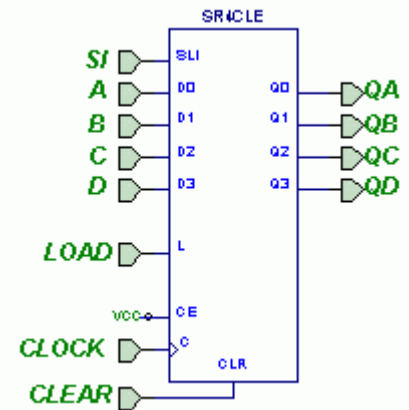 SR4CLE
SI SLI
A D0 Q0 QA
B D1 Q1 QB
C D2 Q2 QC
D D3 Q3 QD
LOAD L
VCC CE
CLOCK C
CLR
CLEAR